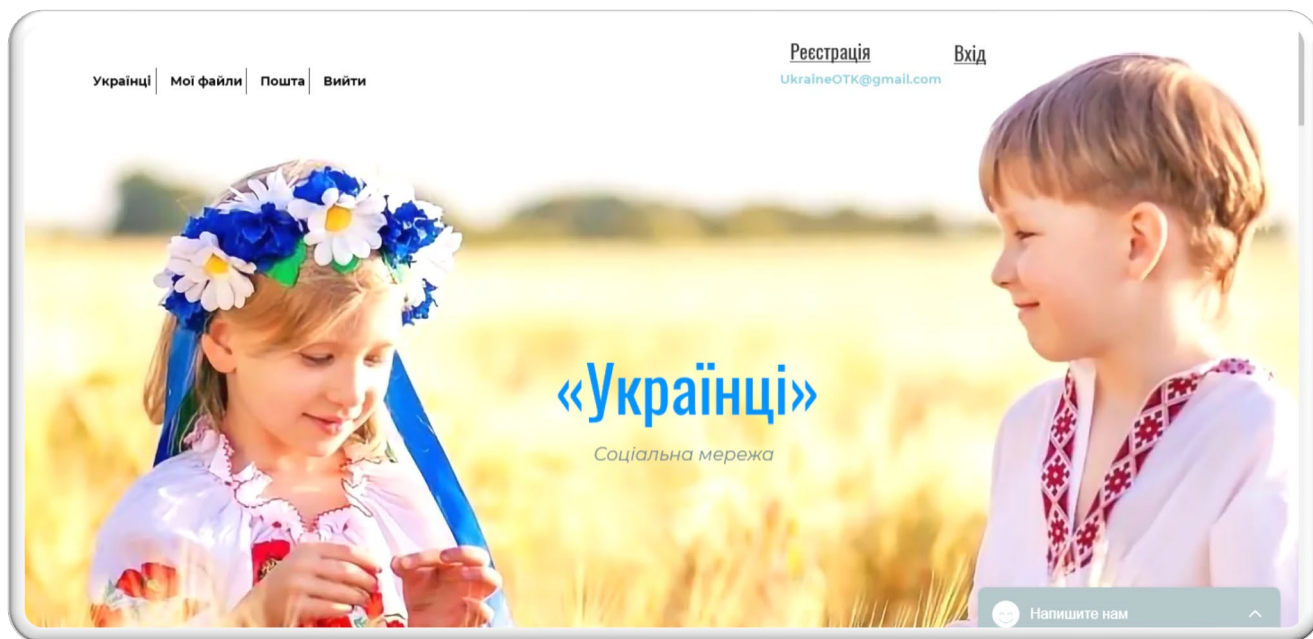 Реєстрація Вхід
Українці Мої файли Пошта Вийти
UkraineOTK@gmail.com
«Українці»
Соціальна мережа
Напишите нам